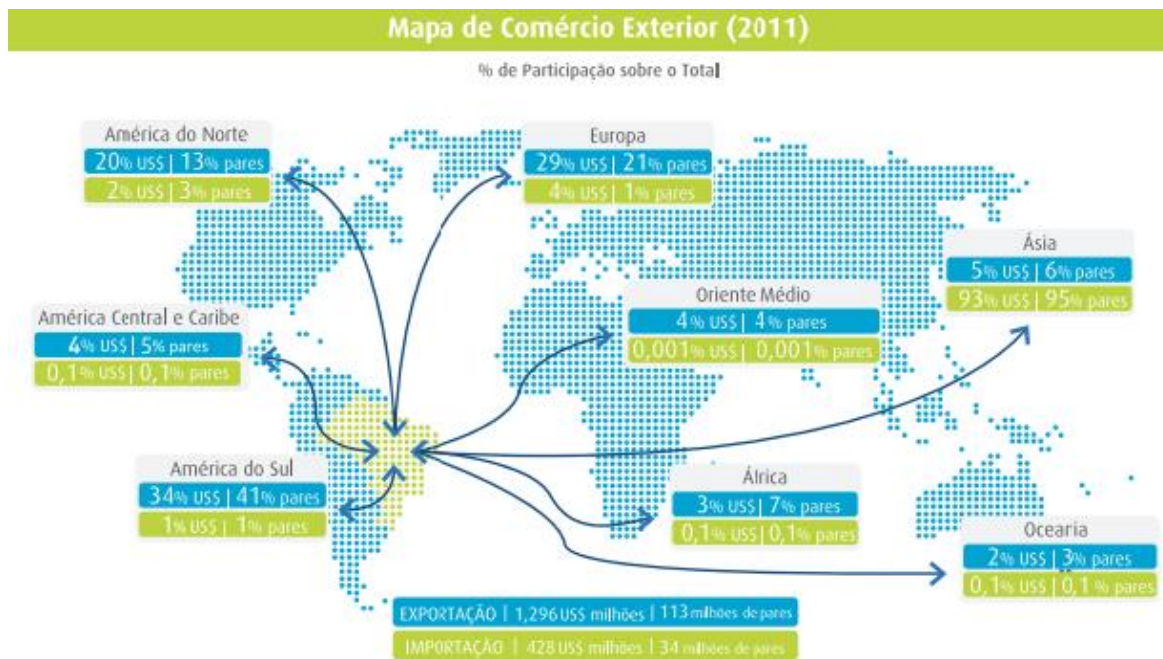 Mapa de Comércio Exterior (2011)
% de Participação sobre o Total
América do Norte
20% US$ | 13% pares
2% US$ | 3% pares
Europa
29% US$ | 21% pares
4% US$ | 1% pares
Ásia
5% US$ | 6% pares
93% US$ | 95% pares
Oriente Médio
4% US$ | 4% pares
0,001% US$ | 0,001% pares
América Central e Caribe
4% US$ | 5% pares
0,1% US$ | 0,1% pares
América do Sul
34% US$ | 41% pares
1% US$ | 1% pares
África
3% US$ | 7% pares
0,1% US$ | 0,1% pares
Ocearia
2% US$ | 3% pares
0,1% US$ | 0,1 % pares
EXPORTAÇÃO | 1,296 US$ milhões | 113 milhões de pares
IMPORTAÇÃO | 428 US$ milhões | 34 milhões de pares